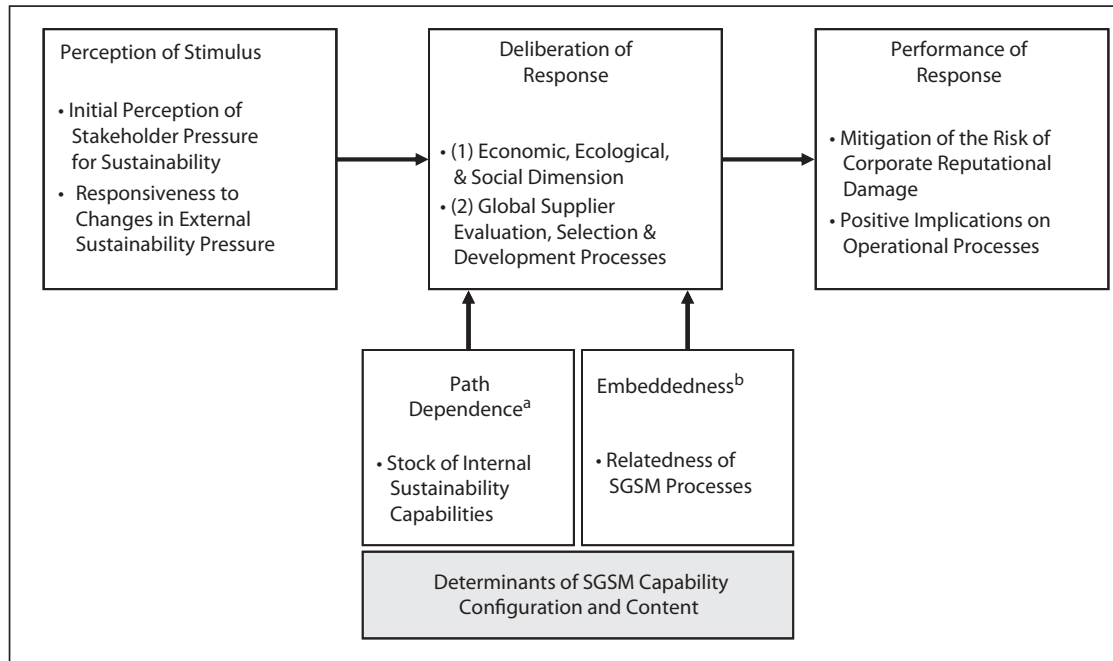 Perception of Stimulus
• Initial Perception of
Stakeholder Pressure
for Sustainability
• Responsiveness to
Changes in External
Sustainability Pressure
Deliberation of
Response
• (1) Economic, Ecological,
& Social Dimension
• (2) Global Supplier
Evaluation, Selection &
Development Processes
Performance of
Response
• Mitigation of the Risk of
Corporate Reputational
Damage
• Positive Implications on
Operational Processes
Path
Dependenceᵃ
• Stock of Internal
Sustainability
Capabilities
Embeddednessᵇ
• Relatedness of
SGSM Processes
Determinants of SGSM Capability
Configuration and Content